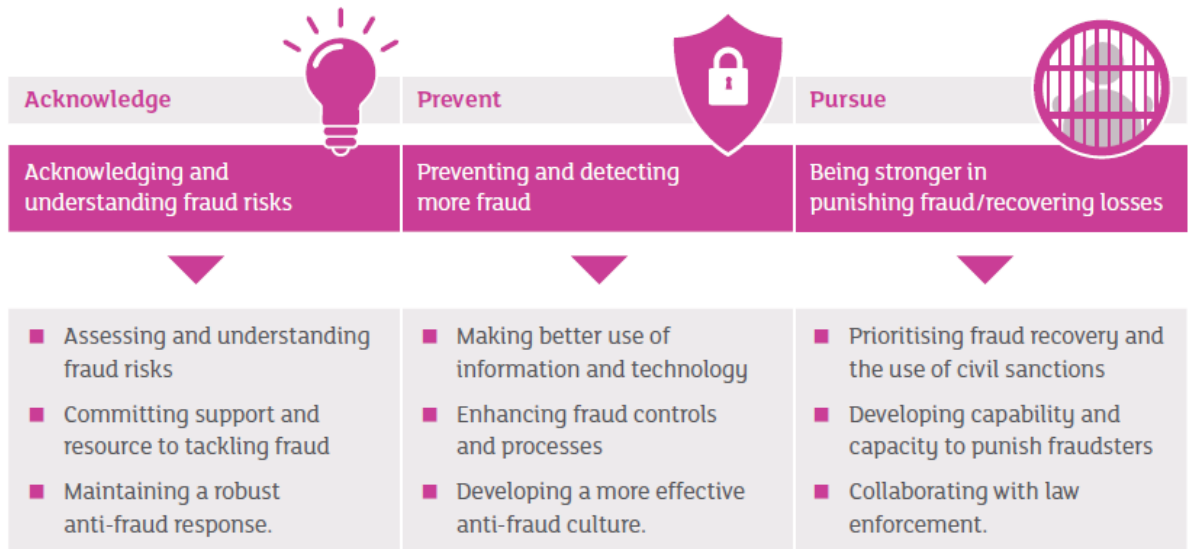 Acknowledge
Acknowledging and
understanding fraud risks
Assessing and understanding
fraud risks
Committing support and
resource to tackling fraud
Maintaining a robust
anti-fraud response.
Prevent
Preventing and detecting
more fraud
Making better use of
information and technology
Enhancing fraud controls
and processes
Developing a more effective
anti-fraud culture.
Pursue
Being stronger in
punishing fraud/recovering losses
Prioritising fraud recovery and
the use of civil sanctions
Developing capability and
capacity to punish fraudsters
Collaborating with law
enforcement.